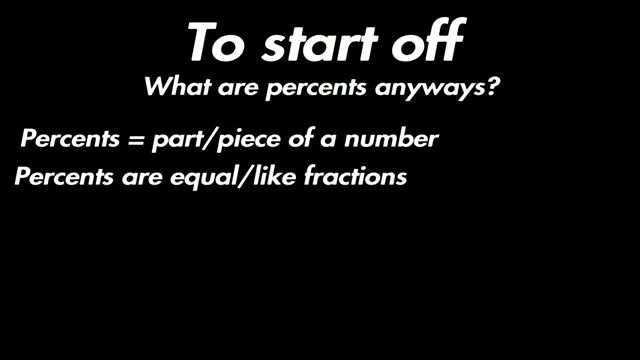 To start off
What are percents anyways?
Percents = part/piece of a number
Percents are equal/like fractions